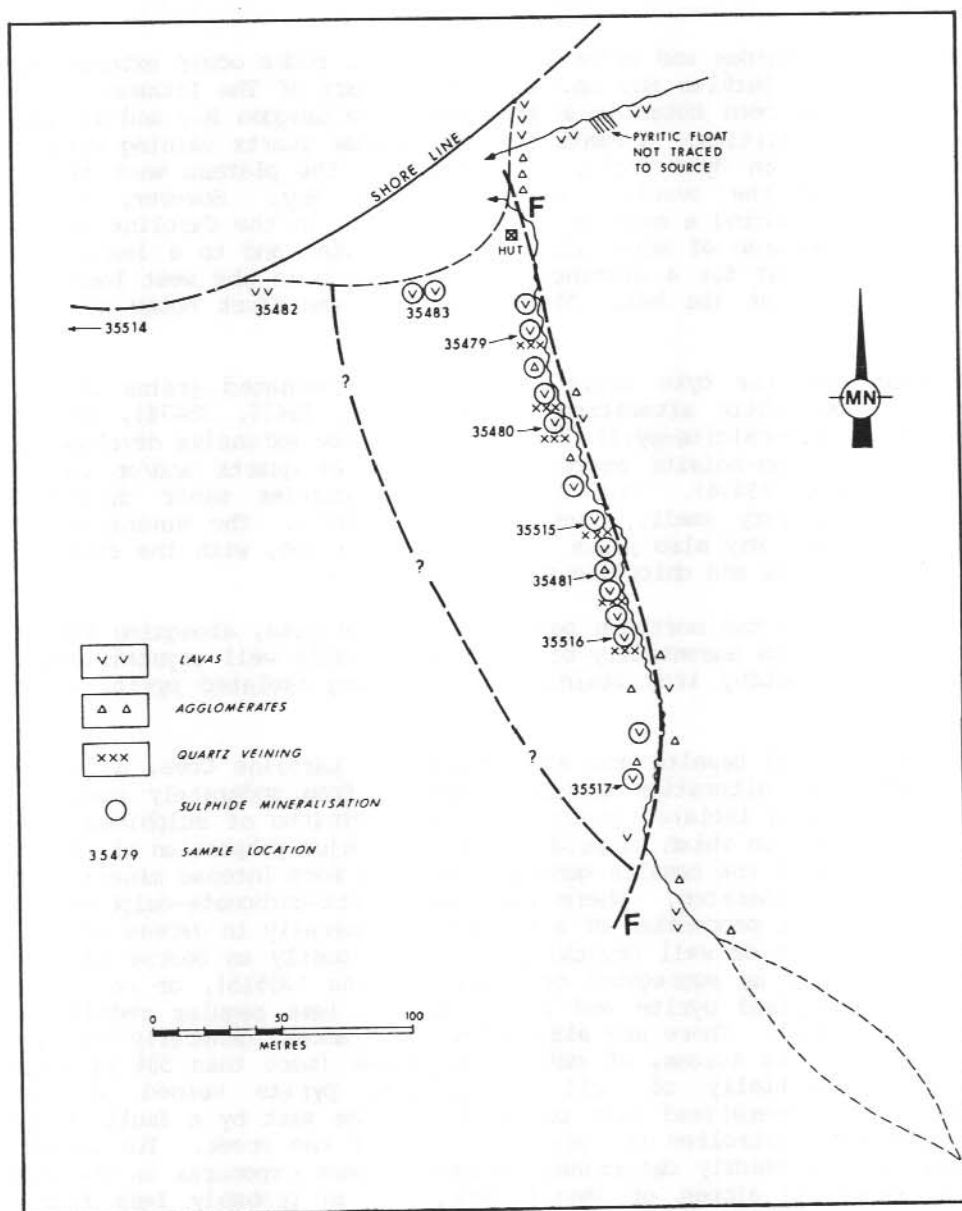 SHORE LINE
PYRITIC FLOAT
NOT TRACED
TO SOURCE
F
HUT
35482
35483
35514
35479
MN
35480
?
35515
?
35481
35516
LAVAS
AGGLOMERATES
QUARTZ VEINING
?
35517
SULPHIDE MINERALISATION
35479
SAMPLE LOCATION
F
0
50
100
METRES